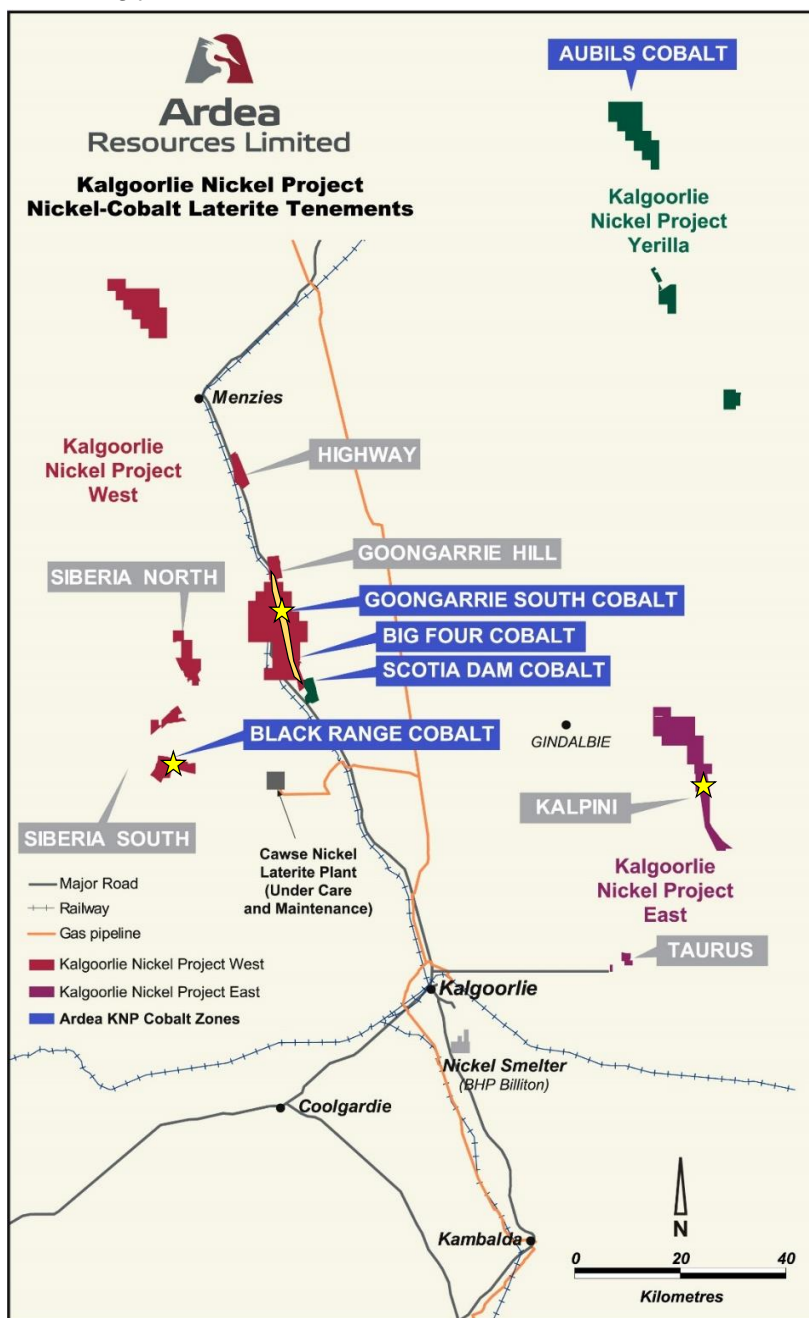 Ardea
Resources Limited
Kalgoorlie Nickel Project
Nickel-Cobalt Laterite Tenements
AUBILS COBALT
Kalgoorlie
Nickel Project
Yerilla
Menzies
Kalgoorlie
Nickel Project
West
HIGHWAY
GOONGARRIE HILL
SIBERIA NORTH
GOONGARRIE SOUTH COBALT
BIG FOUR COBALT
SCOTIA DAM COBALT
BLACK RANGE COBALT
GINDALBIE
KALPINI
SIBERIA SOUTH
Cawse Nickel
Laterite Plant
(Under Care
and Maintenance)
Kalgoorlie
Nickel Project
East
TAURUS
Major Road
Railway
Gas pipeline
Kalgoorlie Nickel Project West
Kalgoorlie Nickel Project East
Ardea KNP Cobalt Zones
Kalgoorlie
Nickel Smelter
(BHP Billiton)
Coolgardie
Kambalda
N
0 20 40
Kilometres